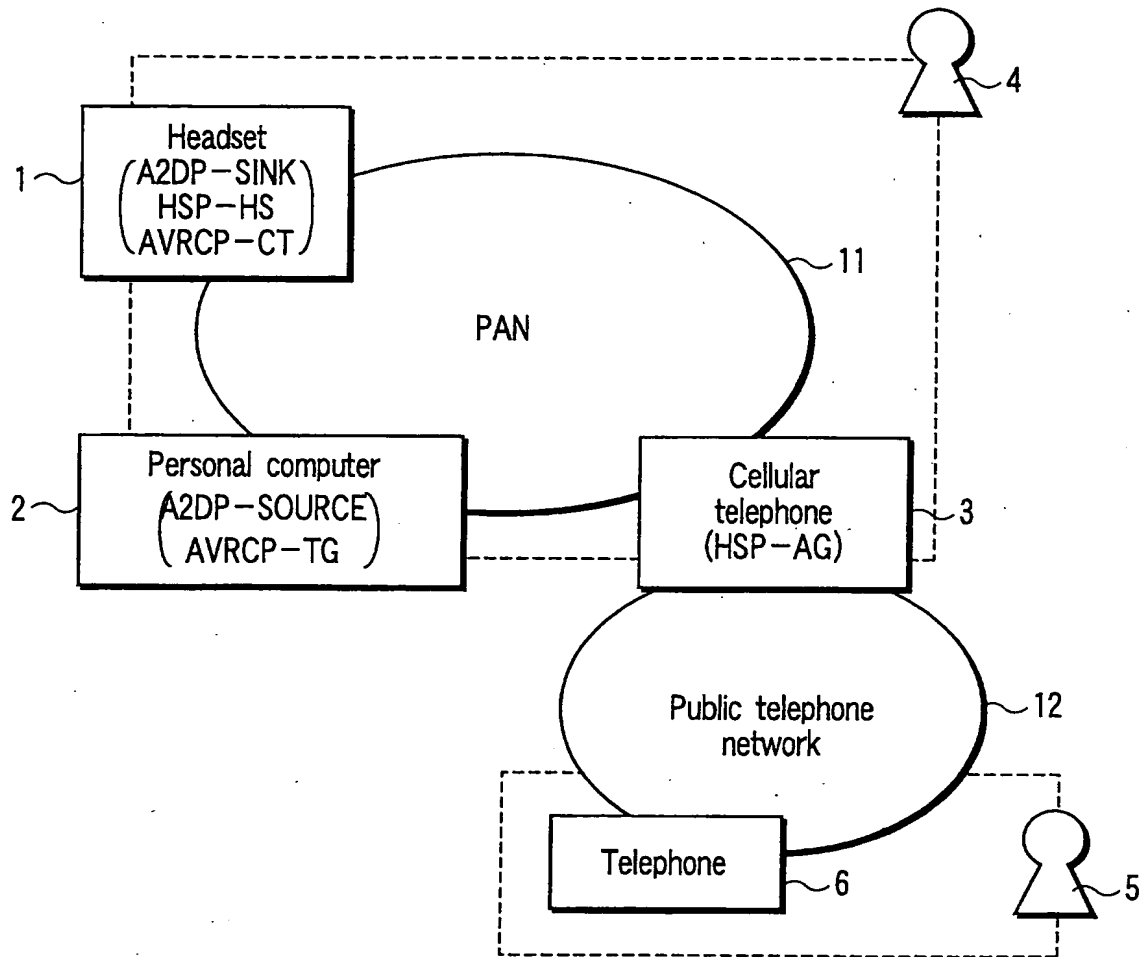 4
Headset
1
A2DP-SINK
HSP-HS
AVRCP-CT
11
PAN
Personal computer
2
A2DP-SOURCE
AVRCP-TG
Cellular
telephone
(HSP-AG)
3
Public telephone
network
12
Telephone
6
5